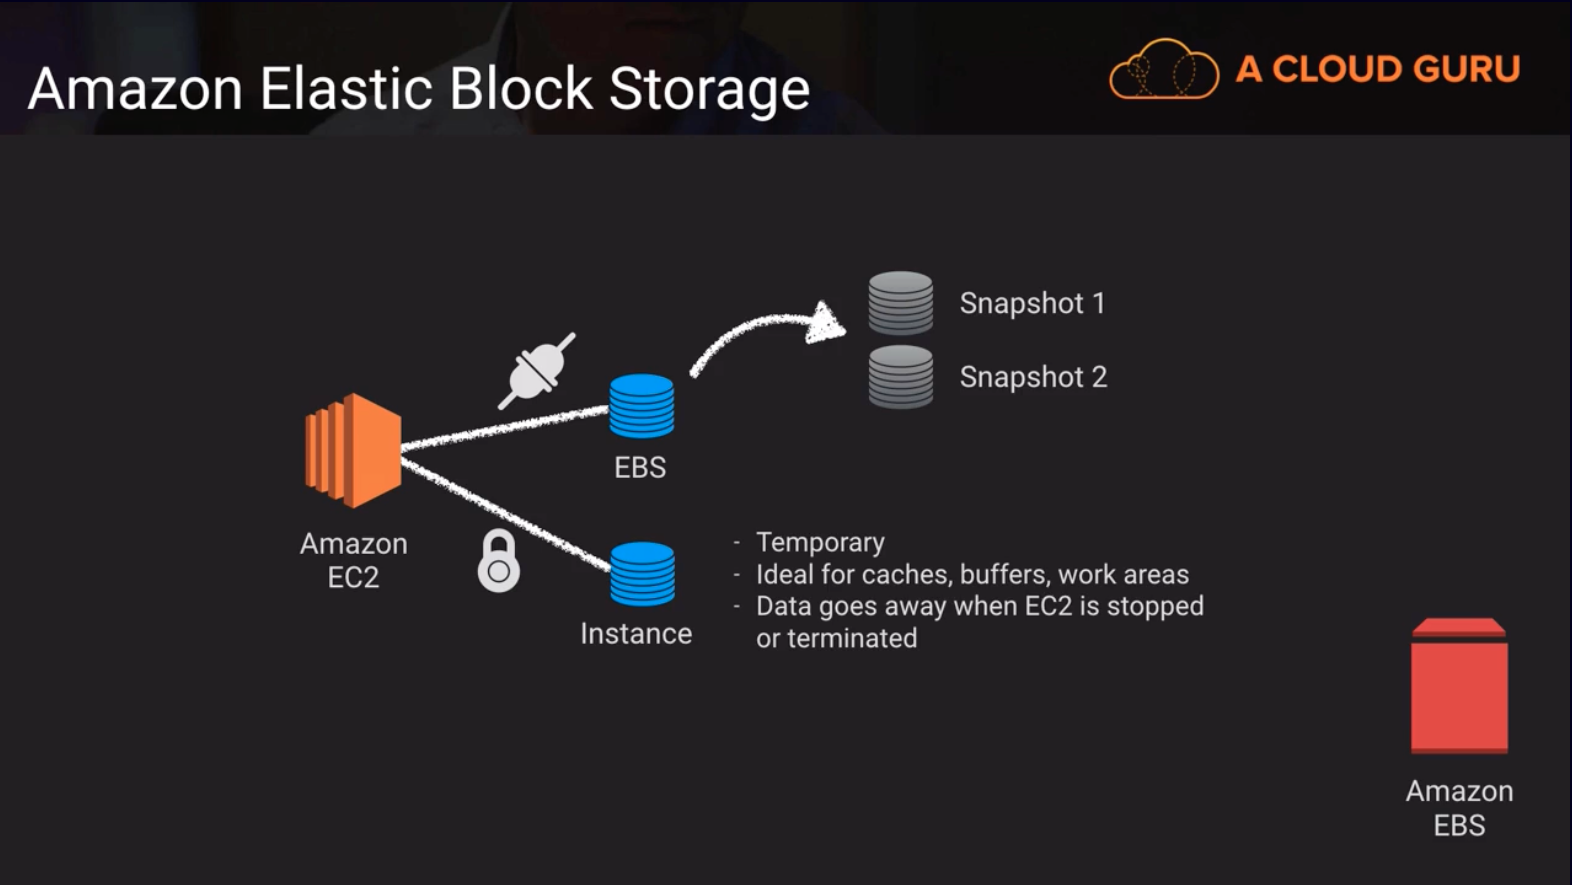 Amazon Elastic Block Storage
A CLOUD GURU
Snapshot 1
Snapshot 2
EBS
Amazon
EC2
Instance
- Temporary
- Ideal for caches, buffers, work areas
- Data goes away when EC2 is stopped
or terminated
Amazon
EBS